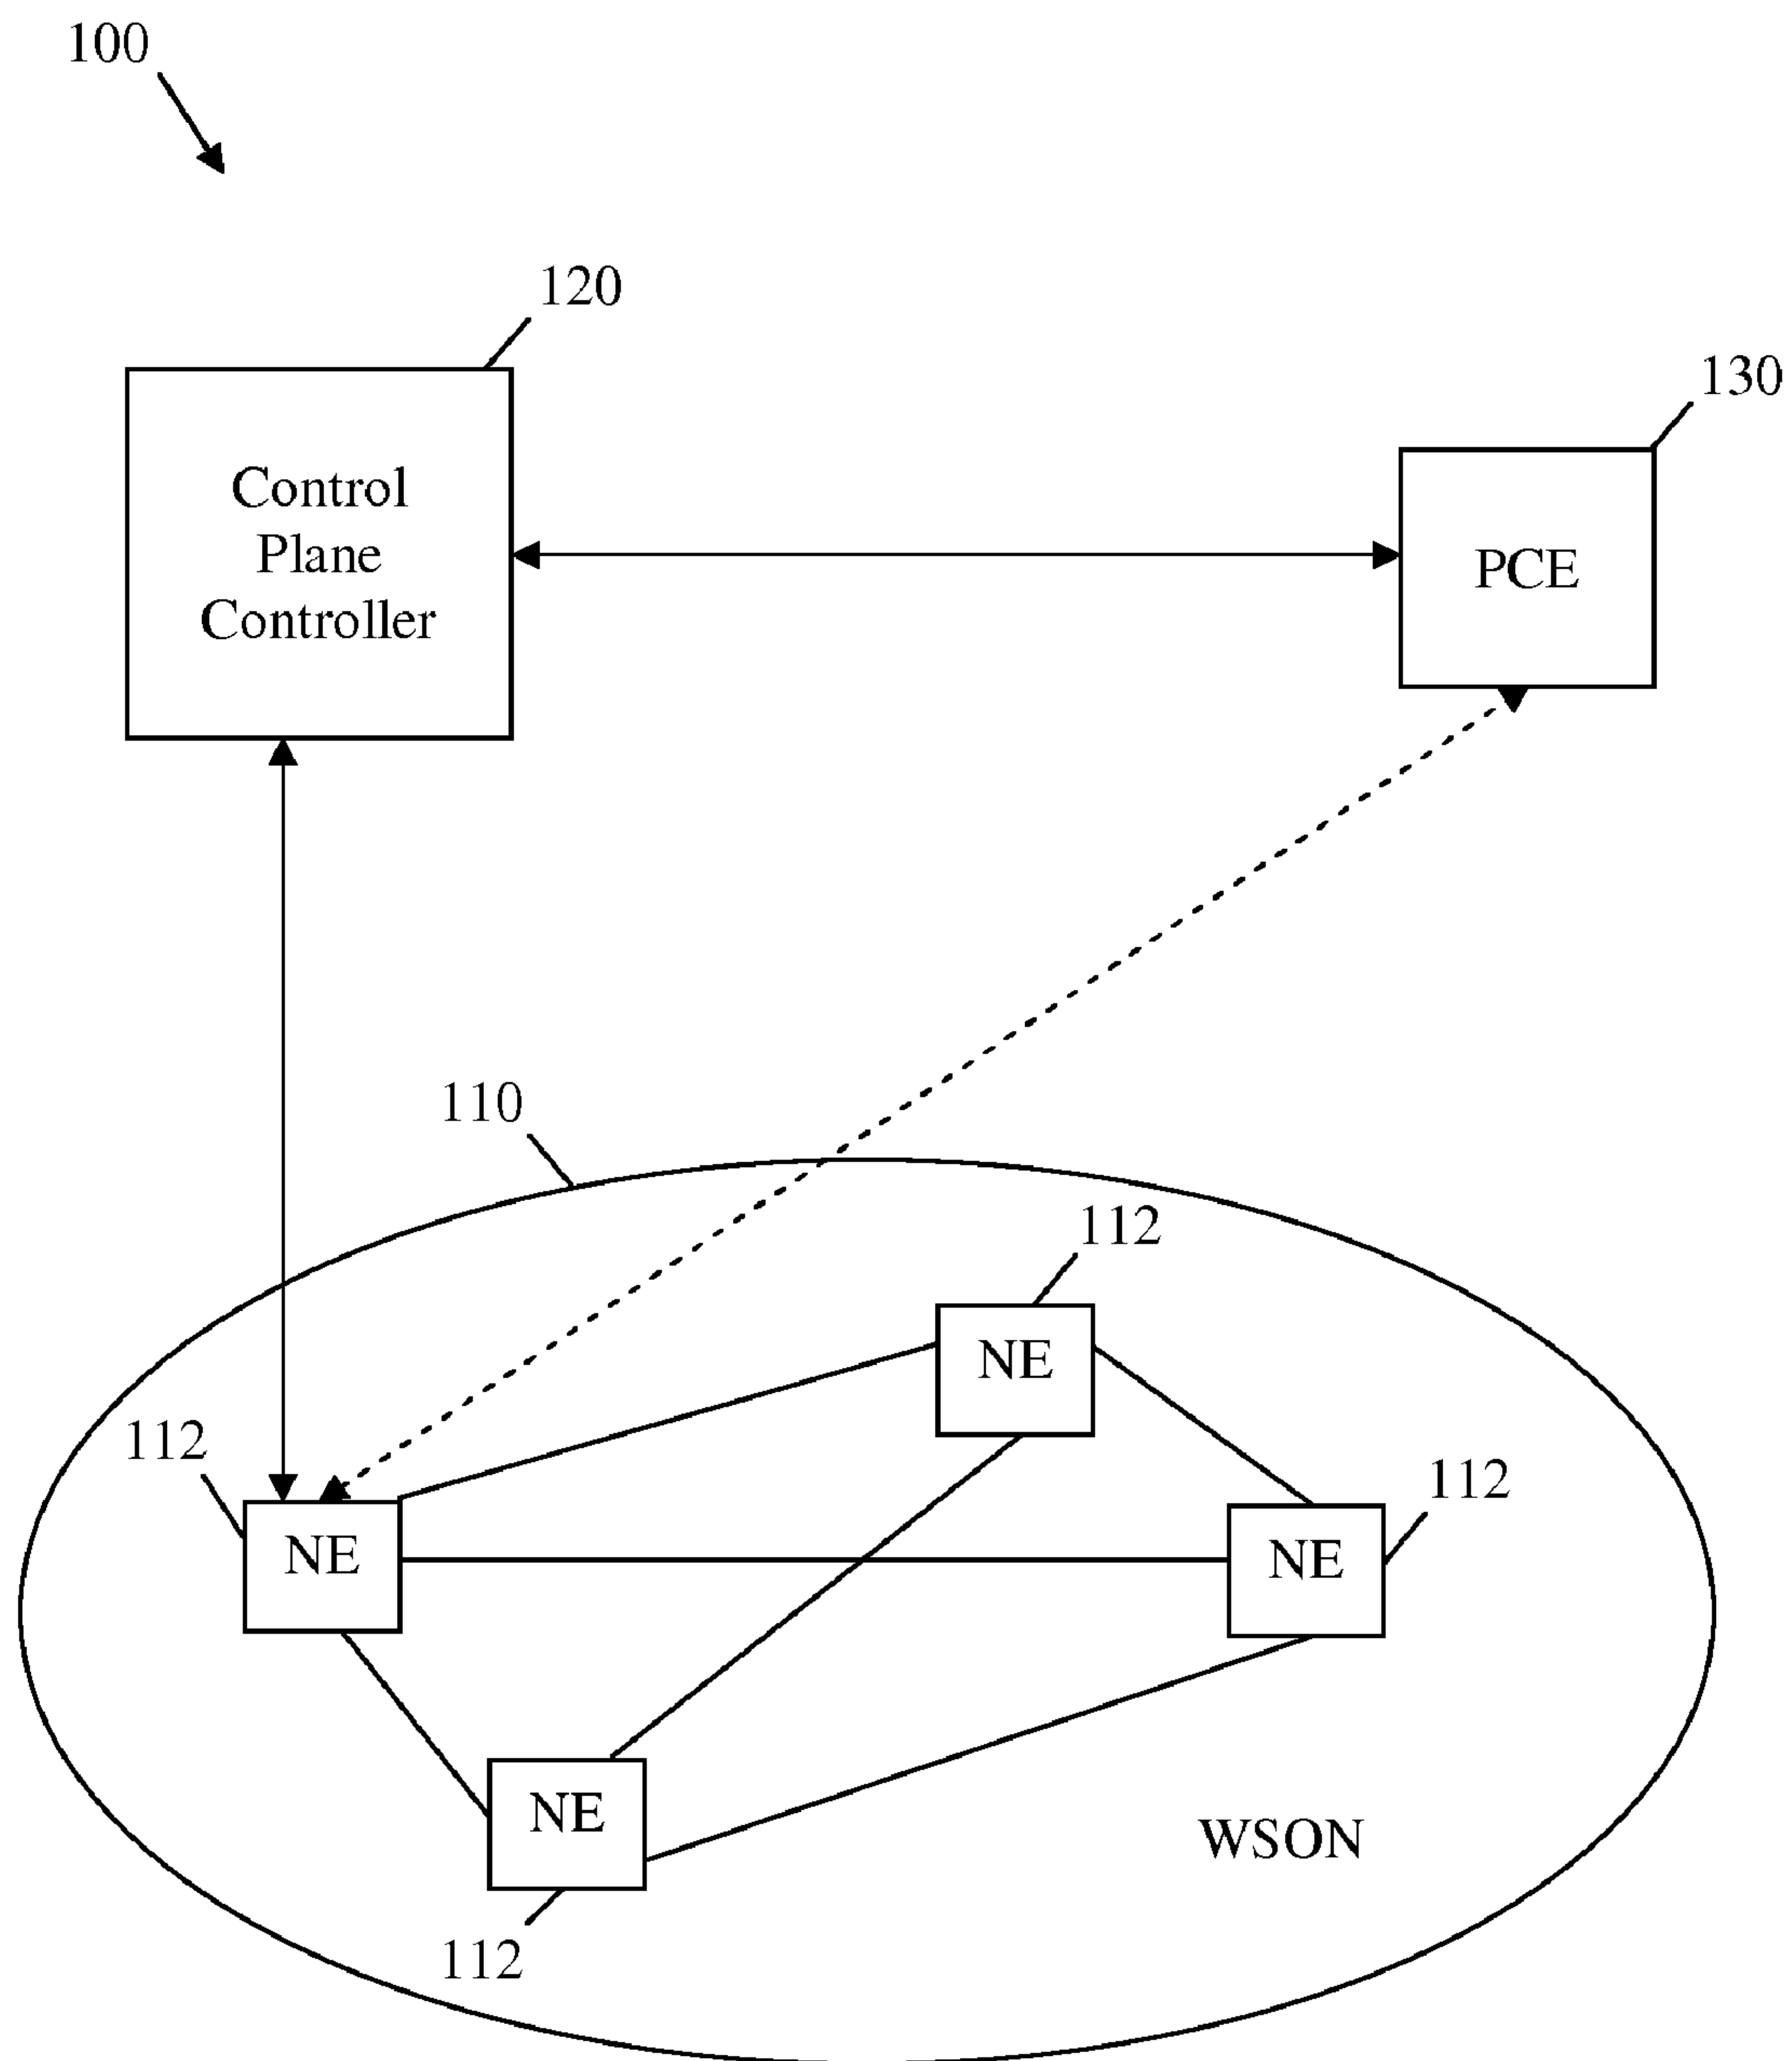 100
120
130
Control
Plane
Controller
PCE
110
112
NE
112
NE
112
NE
NE
WSON
112